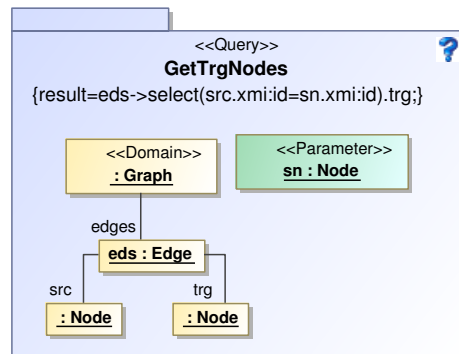 <<Query>>
GetTrgNodes
{result=eds->select(src.xmi:id=sn.xmi:id).trg;}
<<Domain>>
: Graph
<<Parameter>>
sn : Node
edges
eds : Edge
src
trg
: Node
: Node